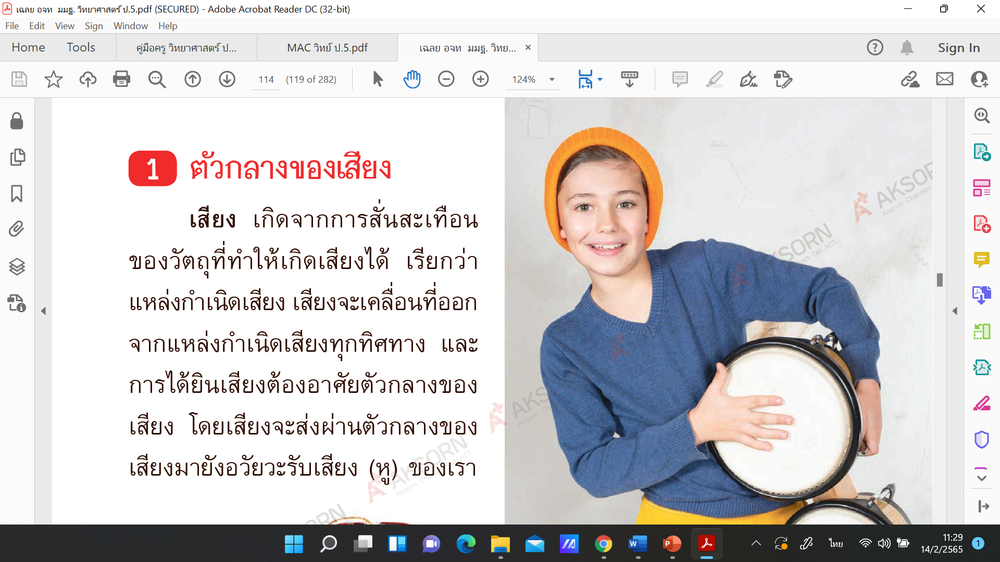 เฉลย อจท  มมฐ. วิทยาศาสตร์ ป.5.pdf (SECURED) - Adobe Acrobat Reader DC (32-bit)
File Edit View Sign Window Help
Home Tools คู่มือครู วิทยาศาสตร์ ป... MAC วิทย์ ป.5.pdf เฉลย อจท  มมฐ. วิทย... Sign In
114 (119 of 282) 124%
1 ตัวกลางของเสียง
เสียง เกิดจากการสั่นสะเทือน
ของวัตถุที่ทำให้เกิดเสียงได้ เรียกว่า
แหล่งกำเนิดเสียง เสียงจะเคลื่อนที่ออก
จากแหล่งกำเนิดเสียงทุกทิศทาง และ
การได้ยินเสียงต้องอาศัยตัวกลางของ
เสียง โดยเสียงจะส่งผ่านตัวกลางของ
เสียงมายังอวัยวะรับเสียง (หู) ของเรา
AKSORN
Aksorn Charoen
AKSORN
Tat ACT.
AKSORN
Aksorn Charoen Tat ACT.
ไทย
11:29
14/2/2565
1